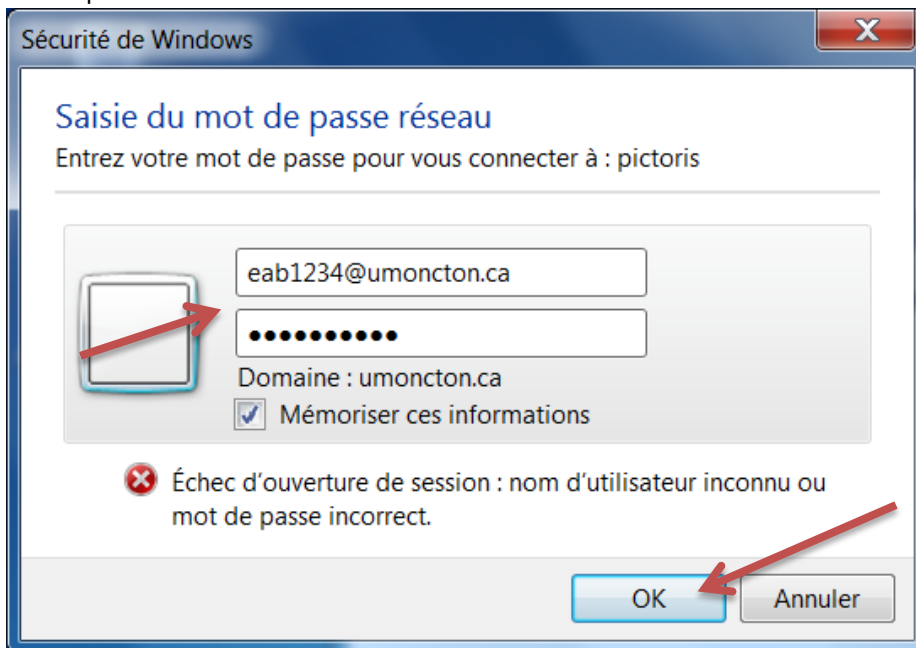 Sécurité de Windows
X
Saisie du mot de passe réseau
Entrez votre mot de passe pour vous connecter à : pictoris
eab1234@umoncton.ca
●●●●●●●●●●
Domaine : umoncton.ca
Mémoriser ces informations
Échec d’ouverture de session : nom d’utilisateur inconnu ou
mot de passe incorrect.
OK
Annuler